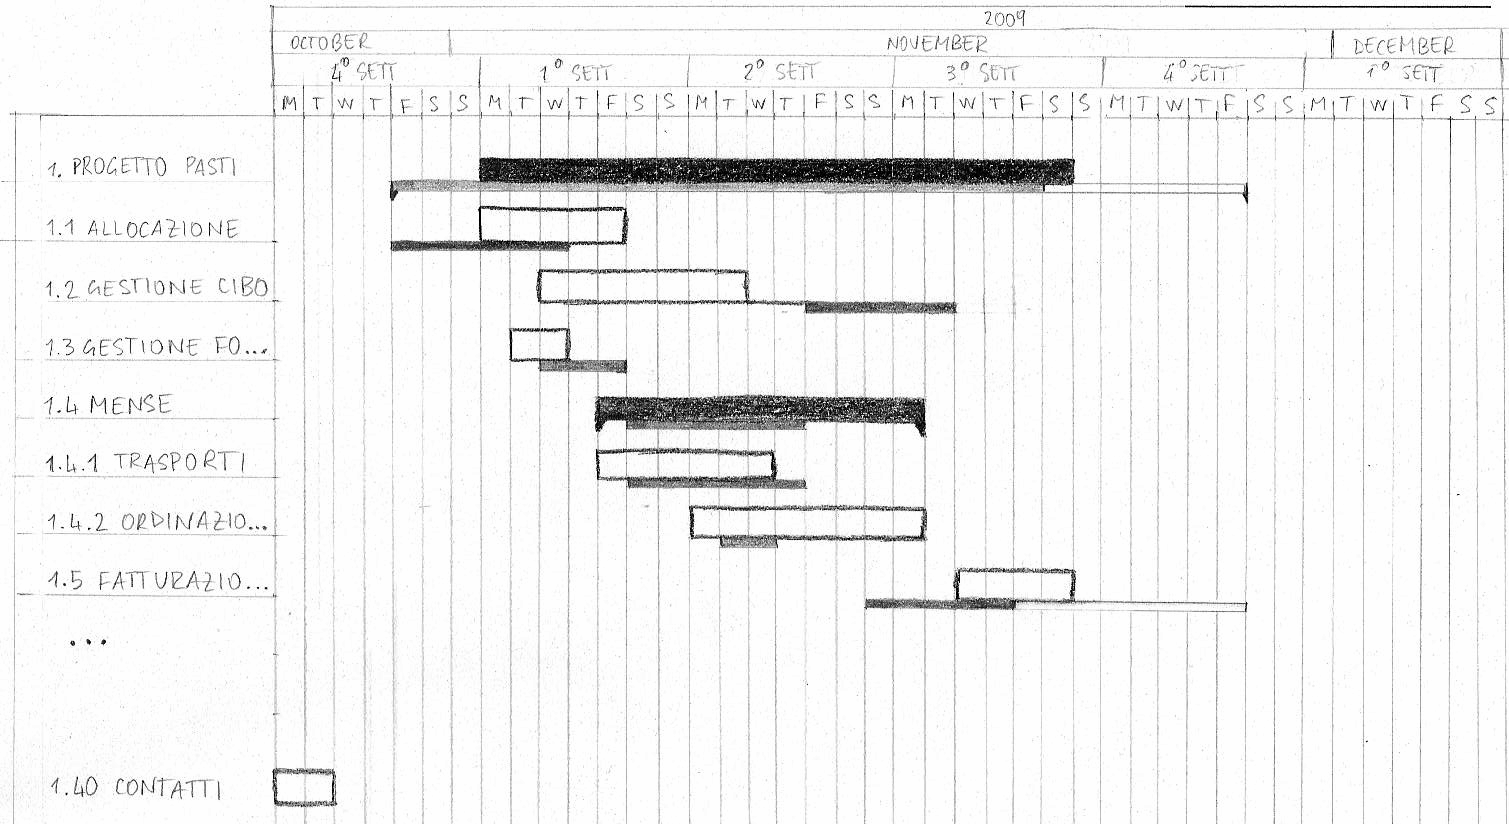 2009
OCTOBER NOVEMBER DECEMBER
4° SETT 1° SETT 2° SETT 3° SETT 4° SETT 1° SETT
M T W T F S S M T W T F S S M T W T F S S M T W T F S S M T W T F S S M T W T F S S
1. PROGETTO PASTI
1.1 ALLOCAZIONE
1.2 GESTIONE CIBO
1.3 GESTIONE FO...
1.4 MENSE
1.4.1 TRASPORTI
1.4.2 ORDINAZIO...
1.5 FATTURAZIO...
...
1.40 CONTATTI